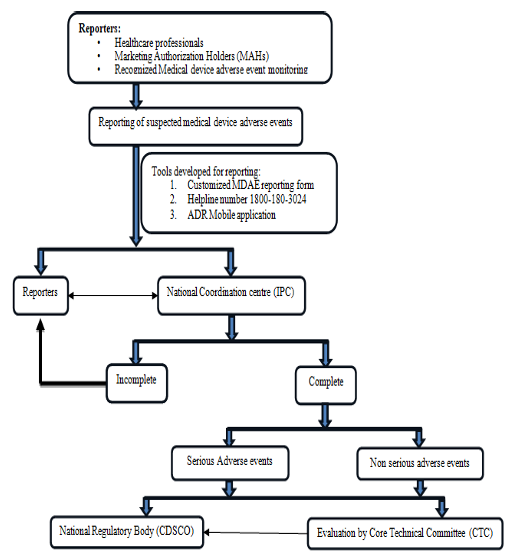 Reporters:
• Healthcare professionals
• Marketing Authorization Holders (MAHs)
• Recognized Medical device adverse event monitoring
Reporting of suspected medical device adverse events
Tools developed for reporting:
1. Customized MDAE reporting form
2. Helpline number 1800-180-3024
3. ADR Mobile application
Reporters
National Coordination centre (IPC)
Incomplete
Complete
Serious Adverse events
Non serious adverse events
National Regulatory Body (CDSCO)
Evaluation by Core Technical Committee (CTC)